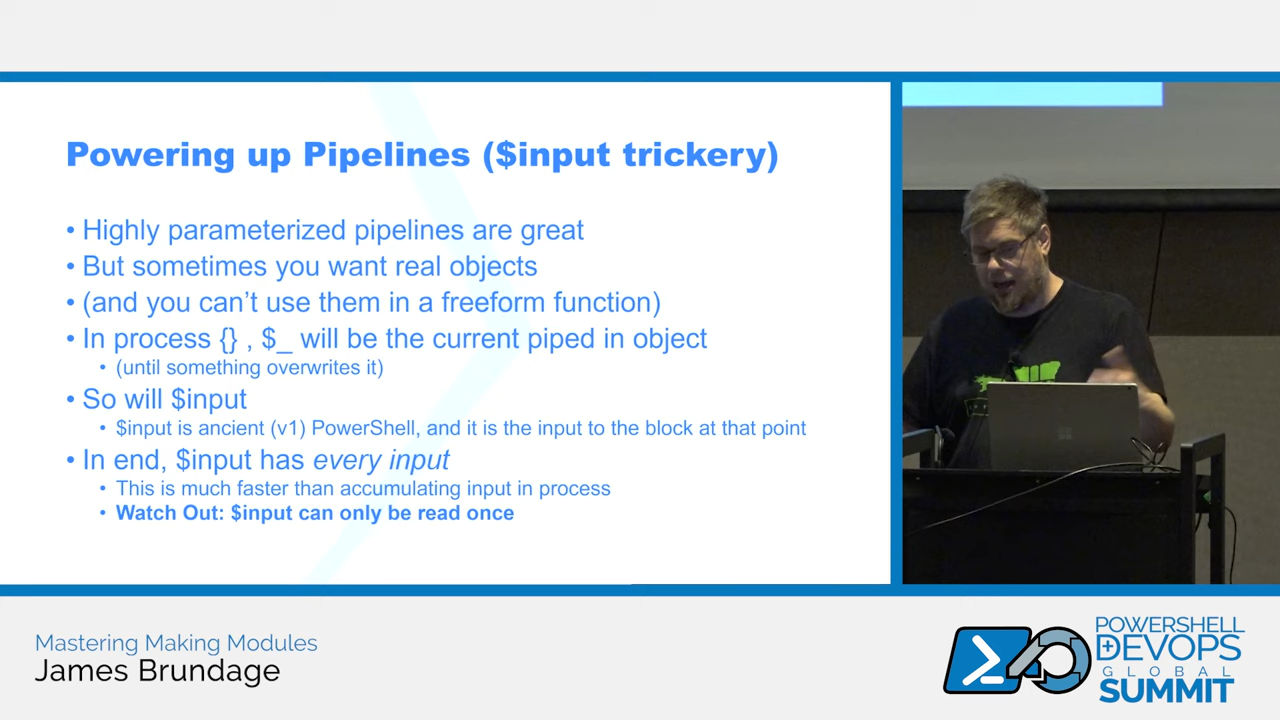 Powering up Pipelines ($input trickery)
• Highly parameterized pipelines are great
• But sometimes you want real objects
• (and you can’t use them in a freeform function)
• In process {} , $_ will be the current piped in object
• (until something overwrites it)
• So will $input
• $input is ancient (v1) PowerShell, and it is the input to the block at that point
• In end, $input has every input
• This is much faster than accumulating input in process
• Watch Out: $input can only be read once
Mastering Making Modules
James Brundage
POWERSHELL
DEVOPS
GLOBAL
SUMMIT